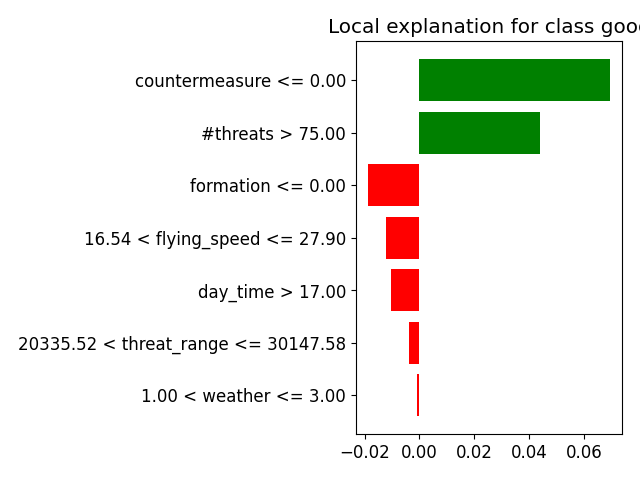 Local explanation for class good
countermeasure <= 0.00
#threats > 75.00
formation <= 0.00
16.54 < flying_speed <= 27.90
day_time > 17.00
20335.52 < threat_range <= 30147.58
1.00 < weather <= 3.00
−0.02 0.00 0.02 0.04 0.06